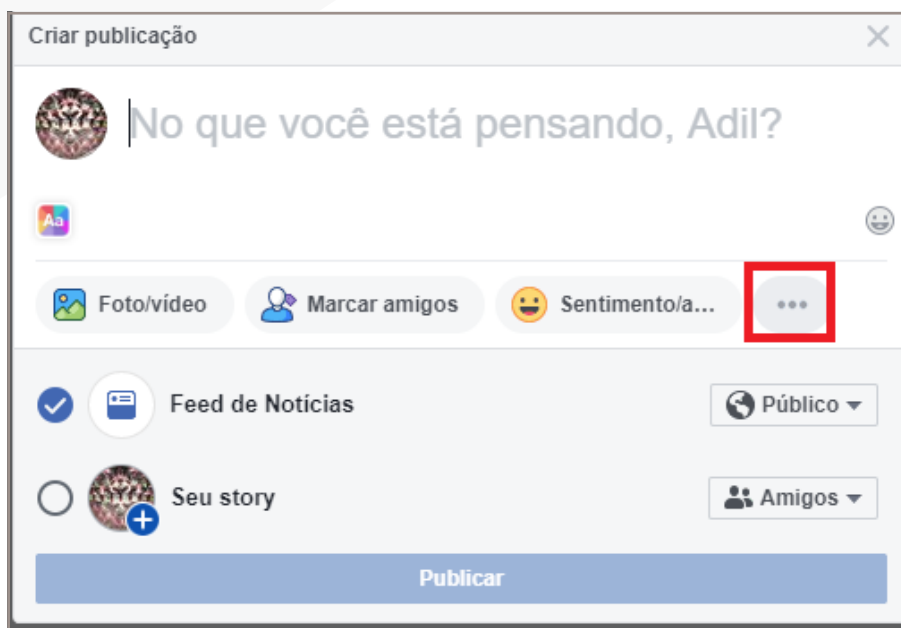 Criar publicação
No que você está pensando, Adil?
Aa
Foto/vídeo Marcar amigos Sentimento/a... ...
Feed de Notícias Público
Seu story Amigos
Publicar